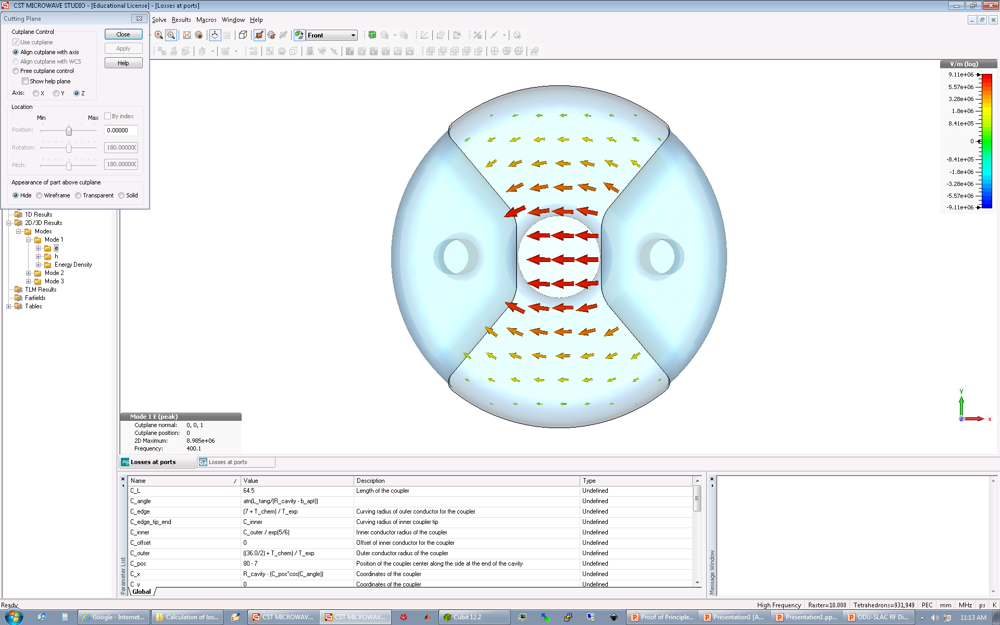 CST MICROWAVE STUDIO - [Educational License] - [Losses at ports]
Cutting Plane
Solve Results Macros Window Help
Cutplane Control
Close
Use cutplane
Apply
Align cutplane with axis
Align cutplane with WCS
Help
Free cutplane control
Show help plane
Axis: X Y Z
Front
Location
Min Max By index
Position: 0.00000
Rotation: 180.00000
Pitch: 180.00000
Appearance of part above cutplane
Hide Wireframe Transparent Solid
1D Results
2D/3D Results
Modes
Mode 1
e
h
Energy Density
Mode 2
Mode 3
TLM Results
Farfields
Tables
V/m (log)
9.11e+06
5.57e+06
3.28e+06
1.8e+06
8.41e+05
0
-8.41e+05
-1.8e+06
-3.28e+06
-5.57e+06
-9.11e+06
y
z x
Mode 1 E (peak)
Cutplane normal: 0, 0, 1
Cutplane position: 0
2D Maximum: 8.985e+06
Frequency: 400.1
Losses at ports Losses at ports
Name / Value Description Type
C_L 64.5 Length of the coupler Undefined
C_angle atn(L_tang/(R_cavity - b_apt)) Undefined
C_edge (7 + T_chem) / T_exp Curving radius of outer conductor for the coupler Undefined
C_edge_tip_end C_inner Curving radius of inner coupler tip Undefined
C_inner C_outer / exp(5/6) Inner conductor radius of the coupler Undefined
C_offset 0 Offset of inner conductor for the coupler Undefined
C_outer ((36.0/2) + T_chem) / T_exp Outer conductor radius of the coupler Undefined
C_pos 80 - 7 Position of the coupler center along the side at the end of the cavity Undefined
C_x R_cavity - (C_pos*cos(C_angle)) Coordinates of the coupler Undefined
C_y 0 Coordinates of the coupler Undefined
Global
Parameter List
Message Window
Ready
High Frequency Raster=10.000 Tetrahedrons=931,949 PEC mm MHz ps K
Google - Internet... Calculation of los... CST MICROWAV... CST MICROWAV... Cubit 12.2 Proof of Principle... Presentation1 [A... Presentation1.pp... ODU-SLAC RF Di... 11:13 AM